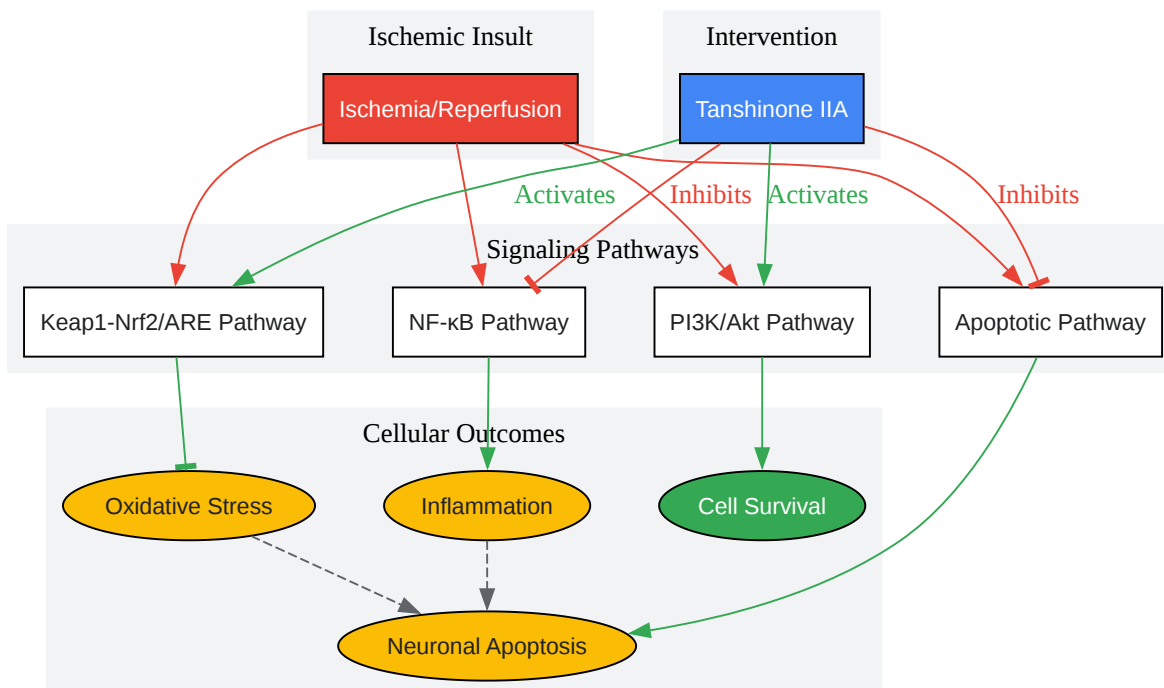 Ischemic Insult
Intervention
Ischemia/Reperfusion
Tanshinone IIA
Activates
Inhibits
Activates
Inhibits
Signaling Pathways
Keap1-Nrf2/ARE Pathway
NF-κB Pathway
PI3K/Akt Pathway
Apoptotic Pathway
Cellular Outcomes
Oxidative Stress
Inflammation
Cell Survival
Neuronal Apoptosis